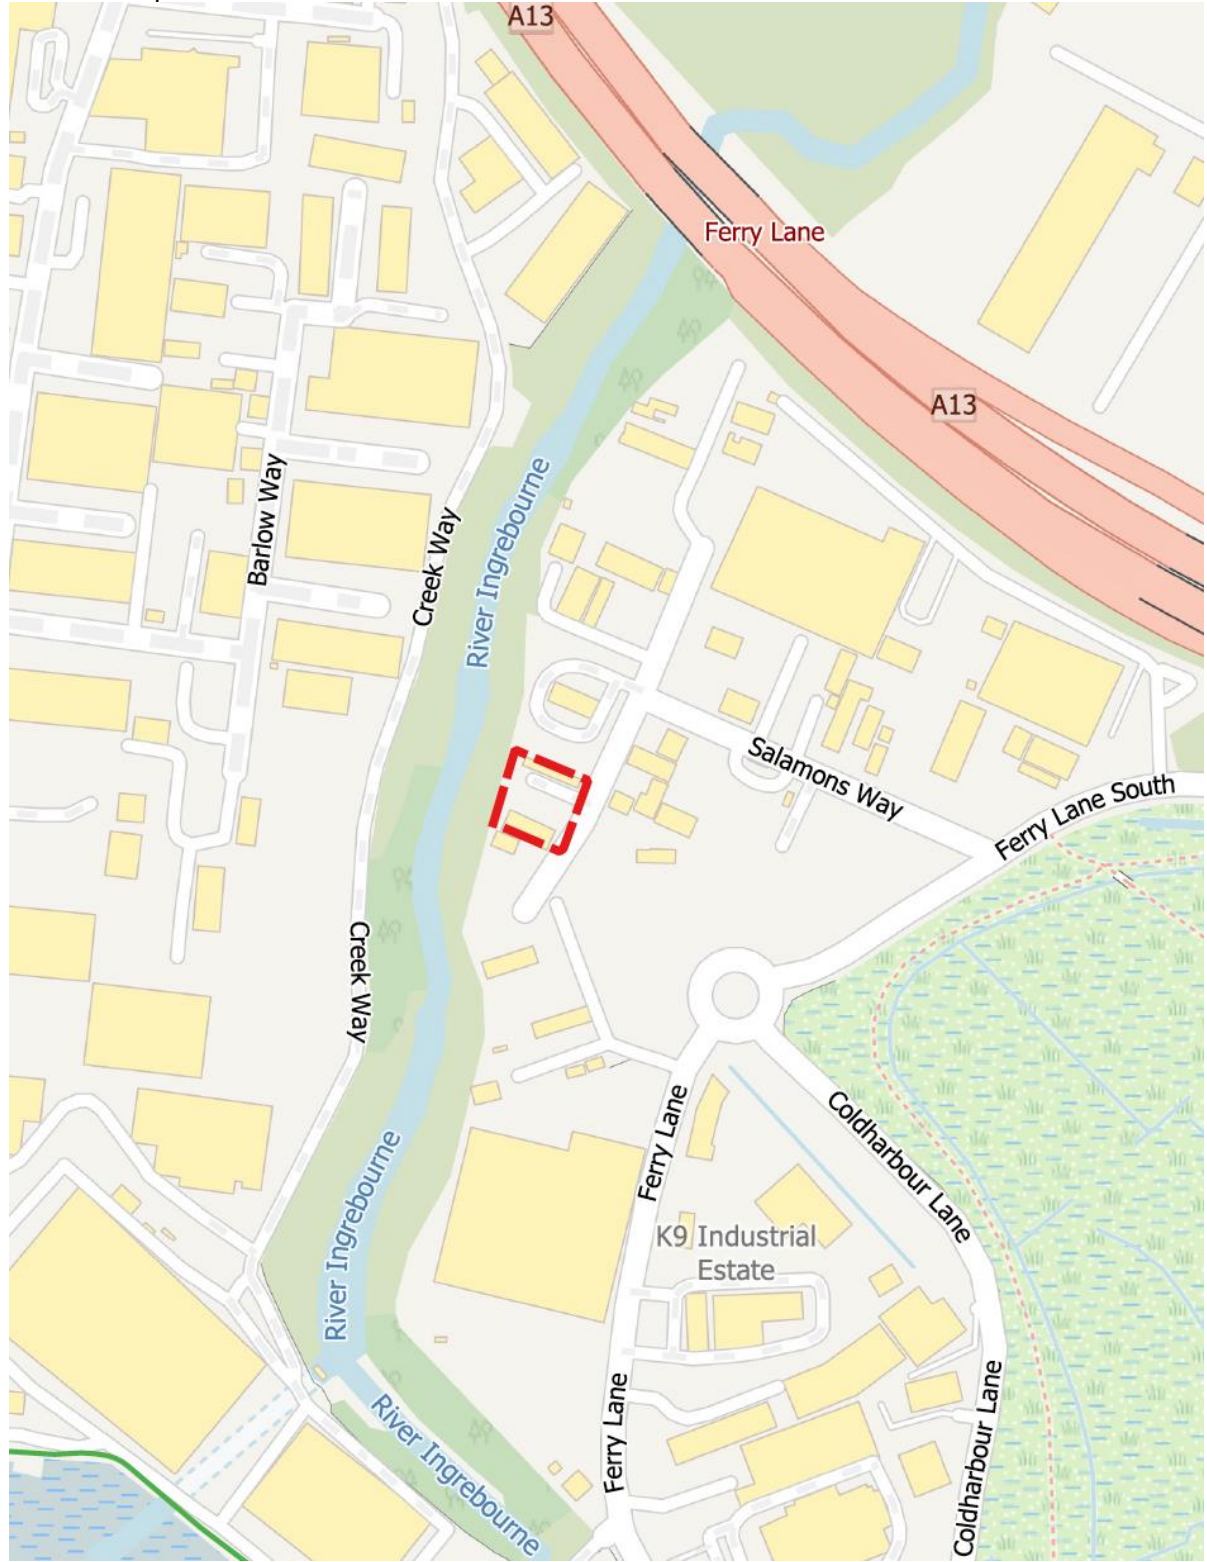 A13
Ferry Lane
A13
Barlow Way
Creek Way
River Ingrebourne
Salamons Way
Ferry Lane South
Creek Way
Ferry Lane
Coldharbour Lane
River Ingrebourne
K9 Industrial
Estate
Ferry Lane
River Ingrebourne
Coldharbour Lane